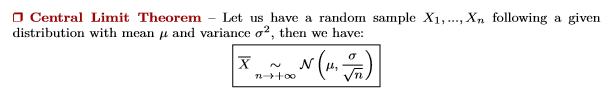 ❒ Central Limit Theorem – Let us have a random sample X₁,...,Xₙ following a given
distribution with mean μ and variance σ², then we have:
X̅ ∼ₙ→₊∞ 𝒩(μ, σ/√n)